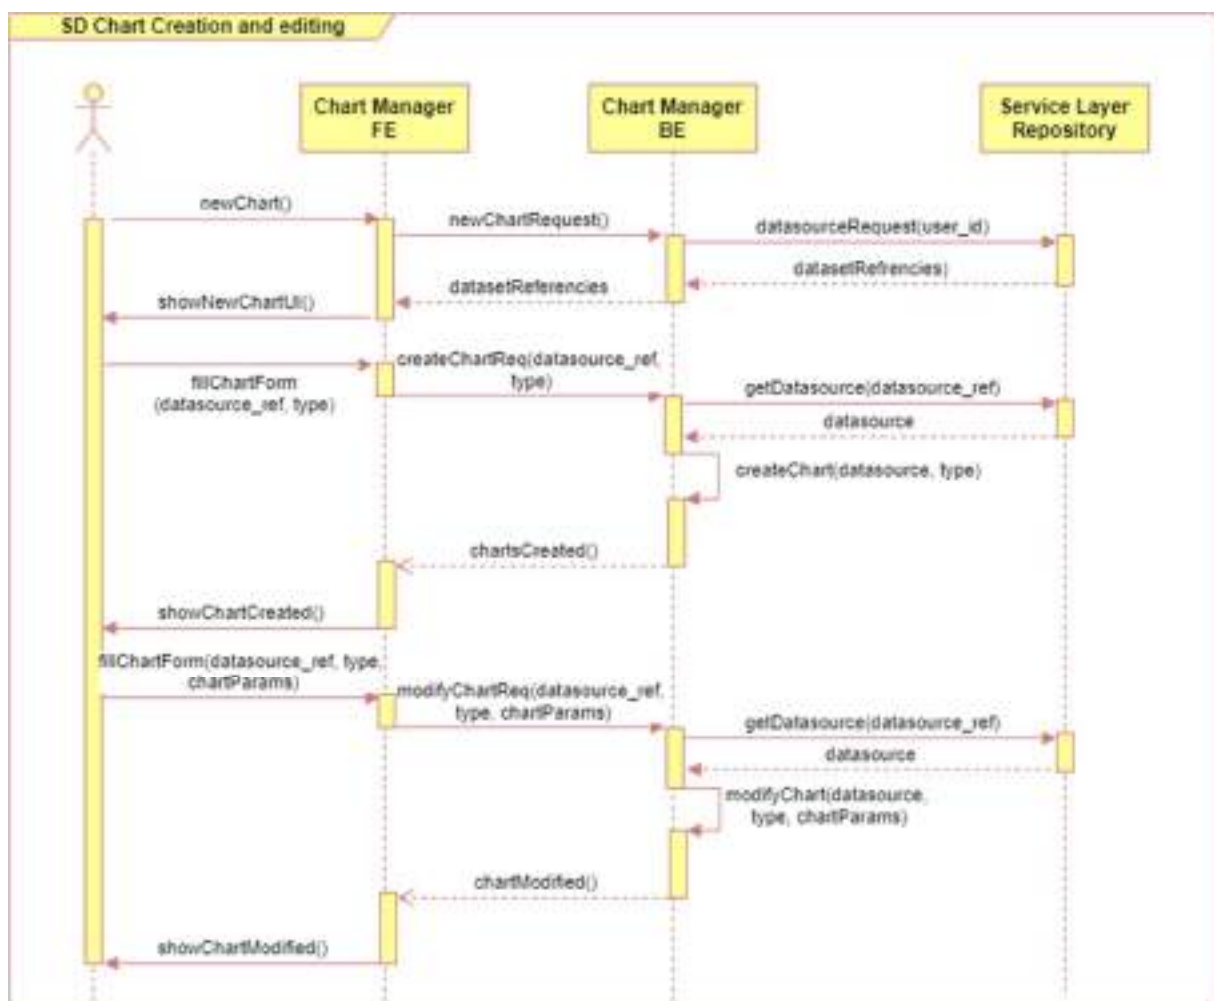 SD Chart Creation and editing
Chart Manager
FE
Chart Manager
BE
Service Layer
Repository
newChart()
newChartRequest()
datasourceRequest(user_id)
datasetRefrencies)
datasetReferencies
showNewChartUI()
createChartReq(datasource_ref,
type)
fillChartForm
(datasource_ref, type)
getDatasource(datasource_ref)
datasource
createChart(datasource, type)
chartsCreated()
showChartCreated()
fillChartForm(datasource_ref, type,
chartParams)
modifyChartReq(datasource_ref,
type, chartParams)
getDatasource(datasource_ref)
datasource
modifyChart(datasource,
type, chartParams)
chartModified()
showChartModified()